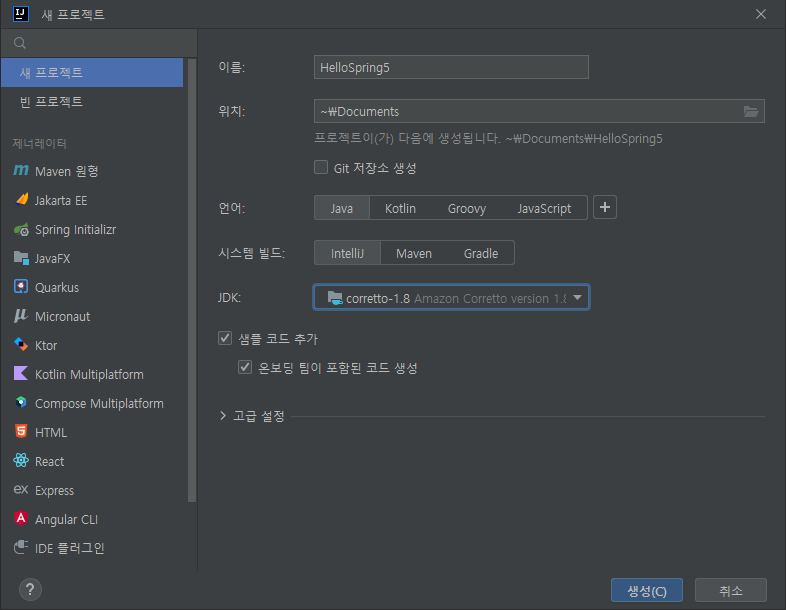 새 프로젝트
새 프로젝트
빈 프로젝트
제너레이터
Maven 원형
Jakarta EE
Spring Initializr
JavaFX
Quarkus
Micronaut
Ktor
Kotlin Multiplatform
Compose Multiplatform
HTML
React
Express
Angular CLI
IDE 플러그인
이름: HelloSpring5
위치: ~₩Documents
프로젝트이(가) 다음에 생성됩니다. ~₩Documents₩HelloSpring5
Git 저장소 생성
언어: Java Kotlin Groovy JavaScript +
시스템 빌드: IntelliJ Maven Gradle
JDK: corretto-1.8 Amazon Corretto version 1.8
샘플 코드 추가
온보딩 팁이 포함된 코드 생성
고급 설정
? 생성(C) 취소